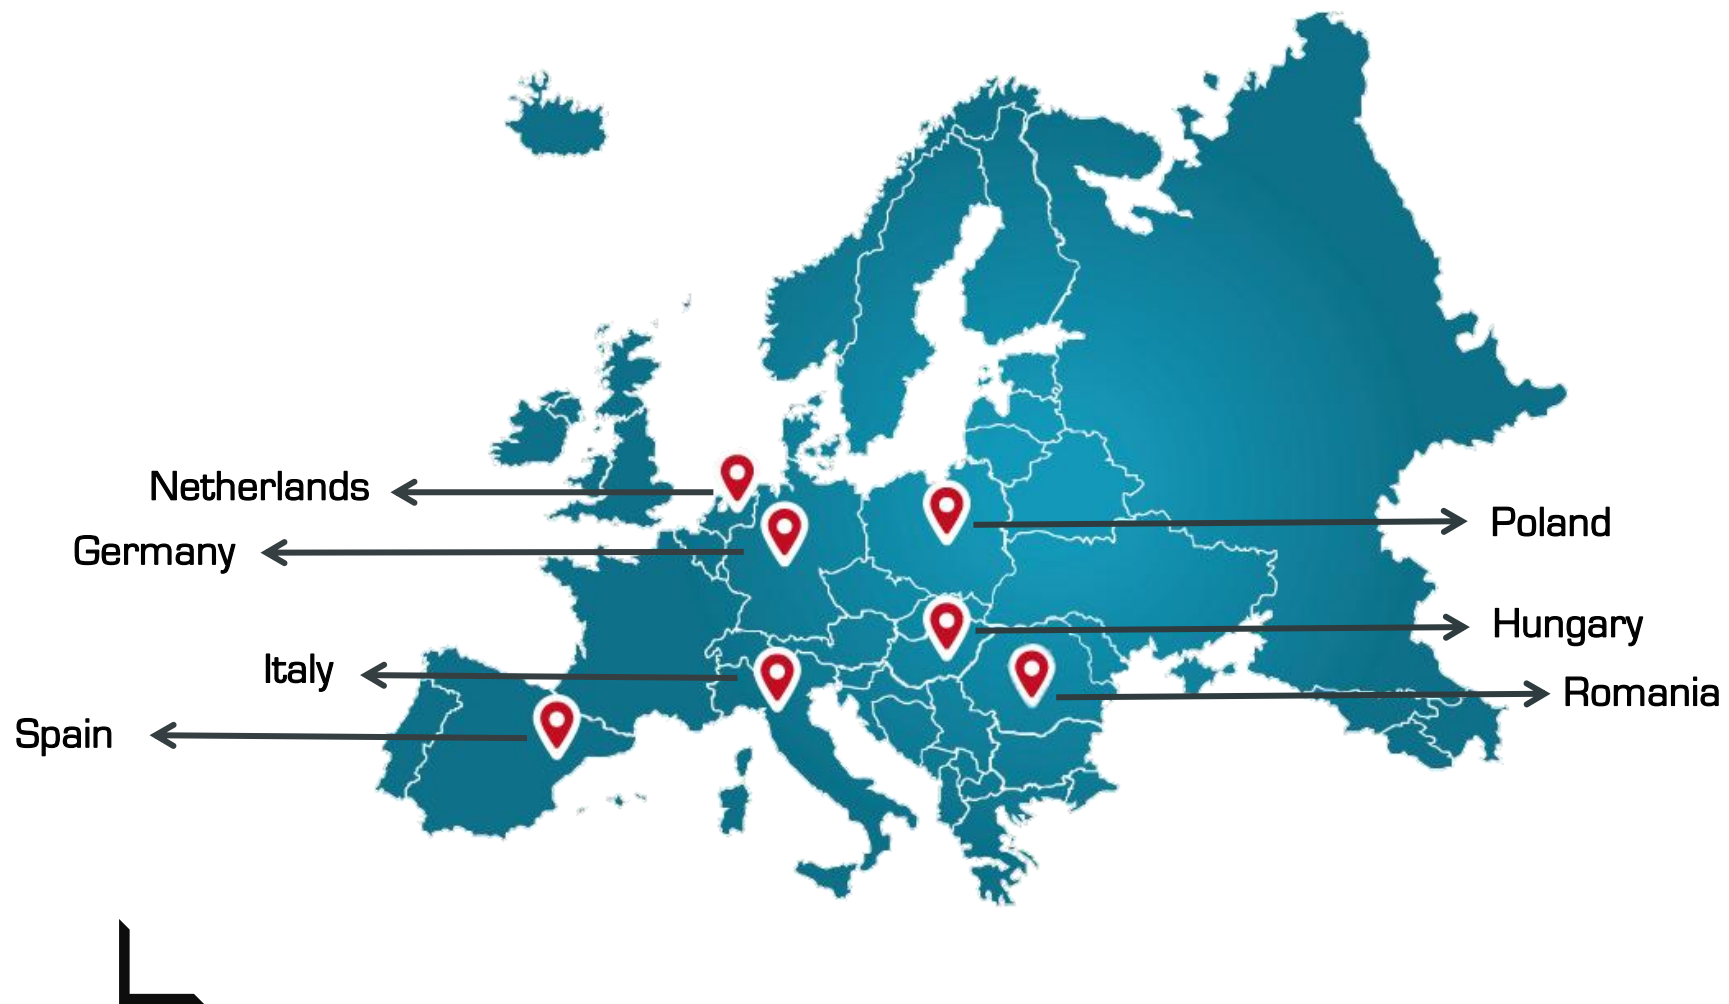 Netherlands
Germany
Italy
Spain
Poland
Hungary
Romania